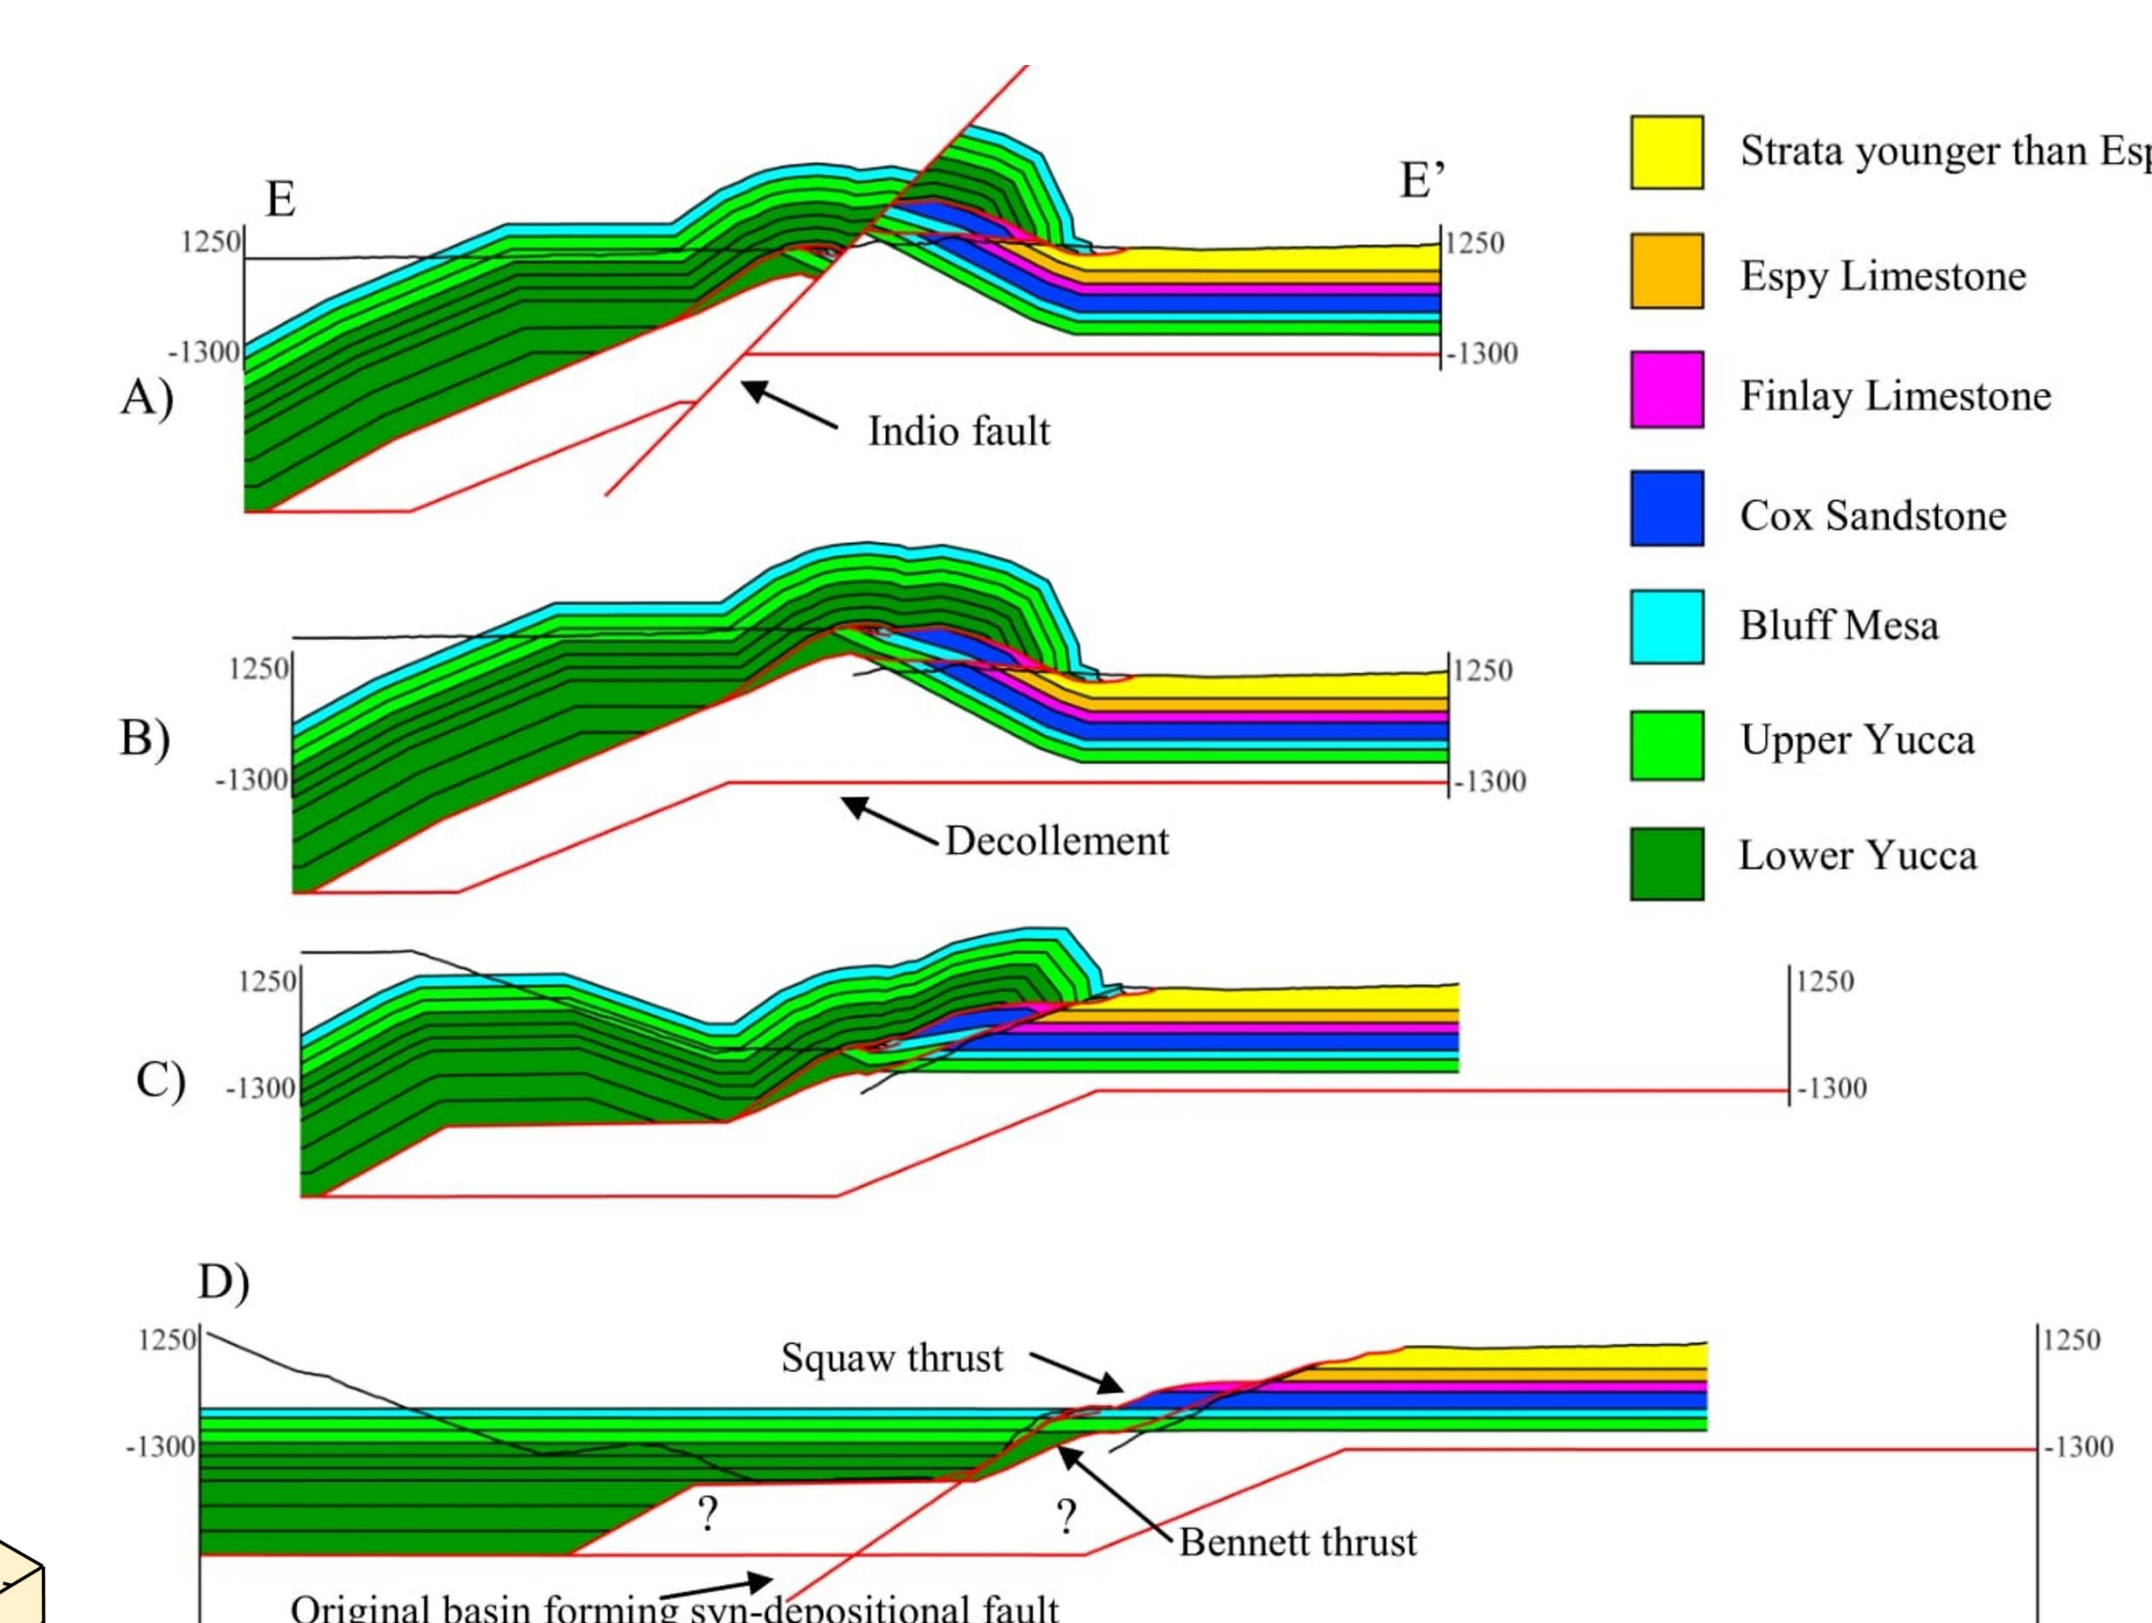 E
E'
1250
1250
-1300
-1300
A)
Indio fault
Strata younger than
Espy Limestone
Finlay Limestone
Cox Sandstone
Bluff Mesa
Upper Yucca
Lower Yucca
1250
1250
B)
-1300
-1300
Decollement
1250
1250
C)
-1300
-1300
D)
1250
1250
Squaw thrust
-1300
-1300
?
?
Bennett thrust
Original basin forming syn-depositional fault